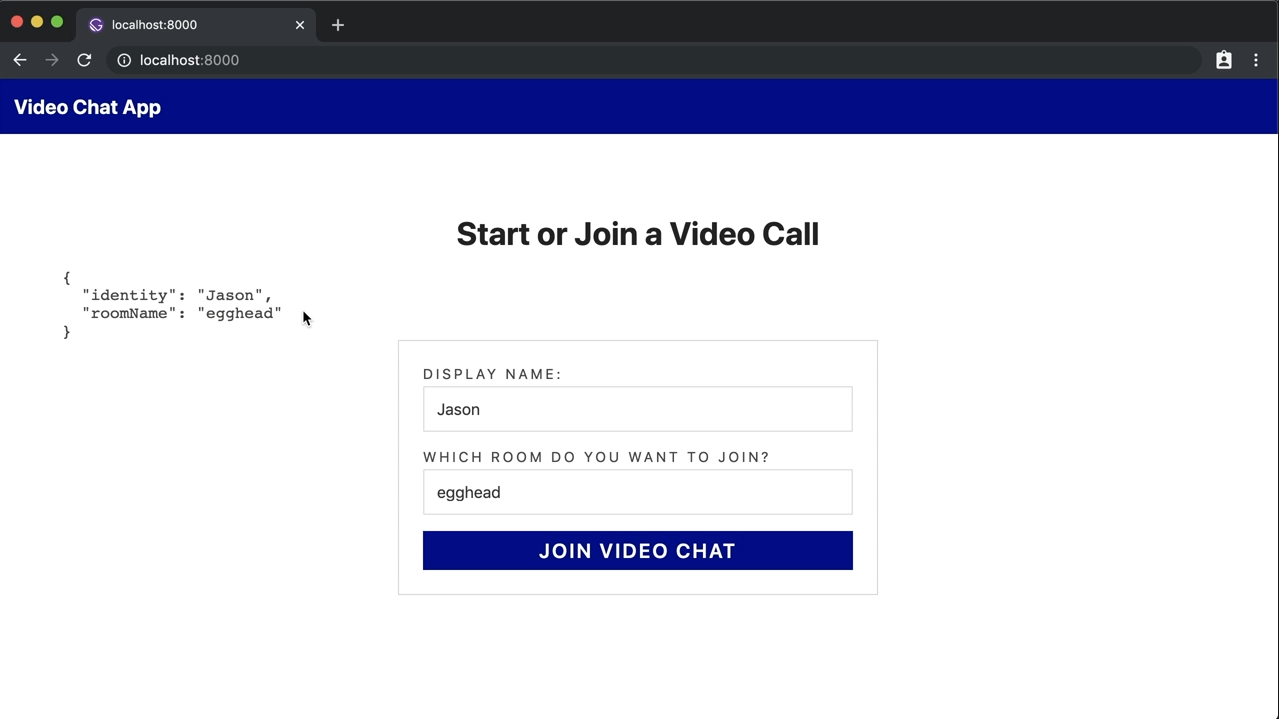 localhost:8000
localhost:8000
Video Chat App
Start or Join a Video Call
{
"identity": "Jason",
"roomName": "egghead"
}
DISPLAY NAME:
Jason
WHICH ROOM DO YOU WANT TO JOIN?
egghead
JOIN VIDEO CHAT